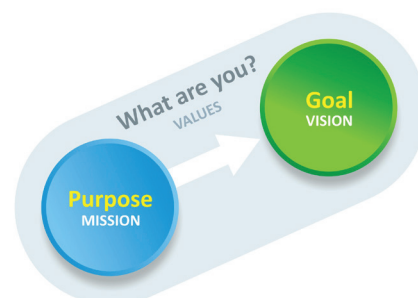 What are you?
VALUES
Goal
VISION
Purpose
MISSION